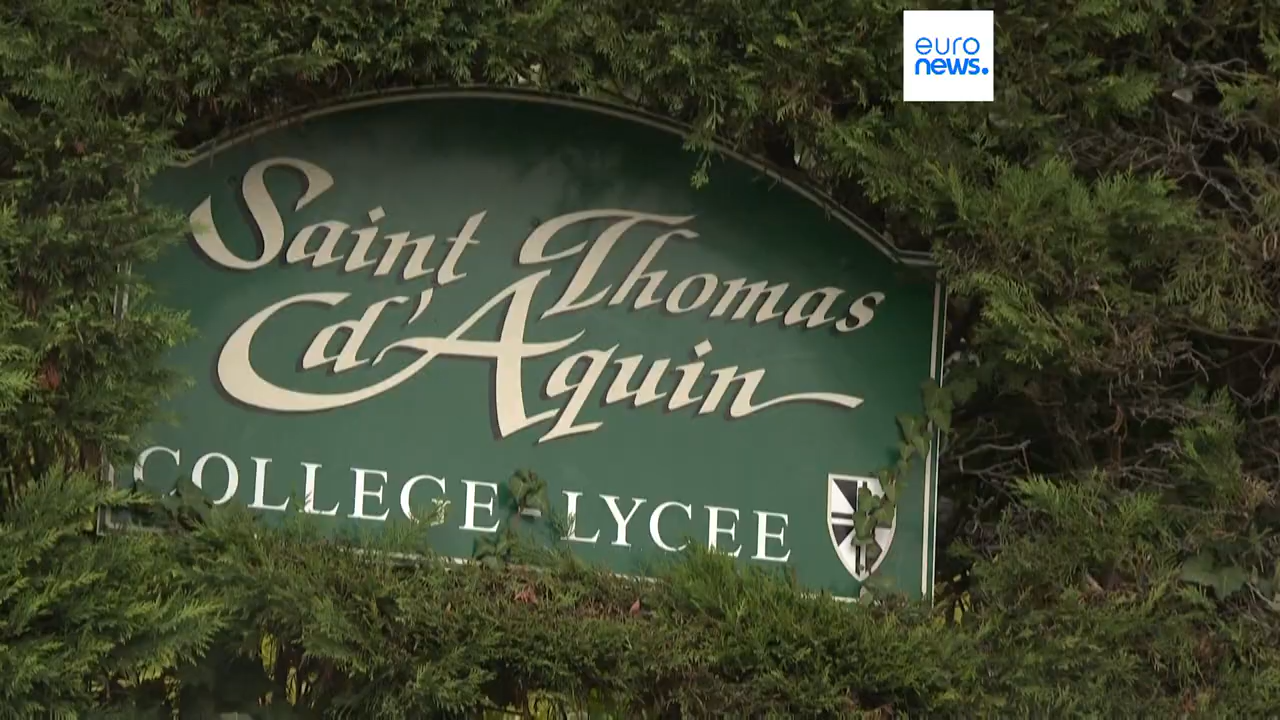 euro
news.
Saint Thomas
d'Aquin
COLLEGE - LYCEE